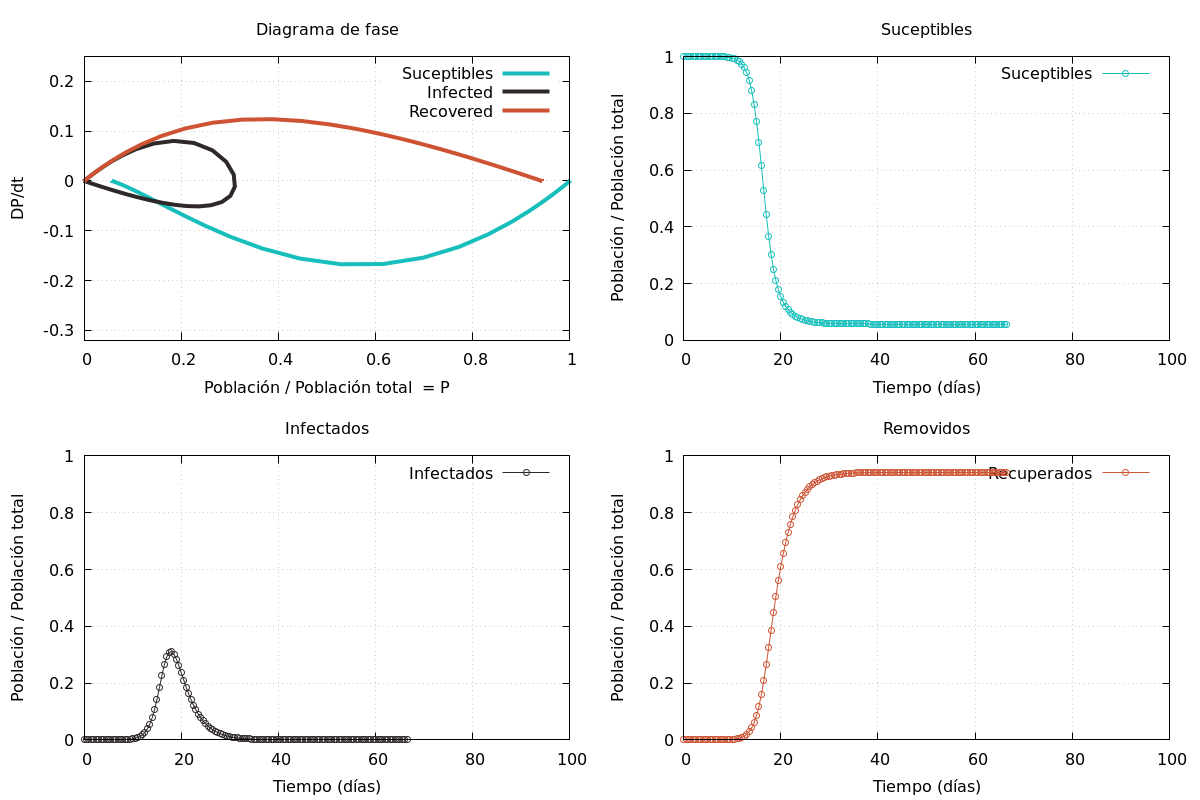 Diagrama de fase
Suceptibles
Infected
Recovered
0.2
0.1
0
-0.1
-0.2
-0.3
DP/dt
0 0.2 0.4 0.6 0.8 1
Población / Población total = P
Suceptibles
Suceptibles
1
0.8
0.6
0.4
0.2
0
Población / Población total
0 20 40 60 80 100
Tiempo (días)
Infectados
Infectados
1
0.8
0.6
0.4
0.2
0
Población / Población total
0 20 40 60 80 100
Tiempo (días)
Removidos
Recuperados
1
0.8
0.6
0.4
0.2
0
Población / Población total
0 20 40 60 80 100
Tiempo (días)